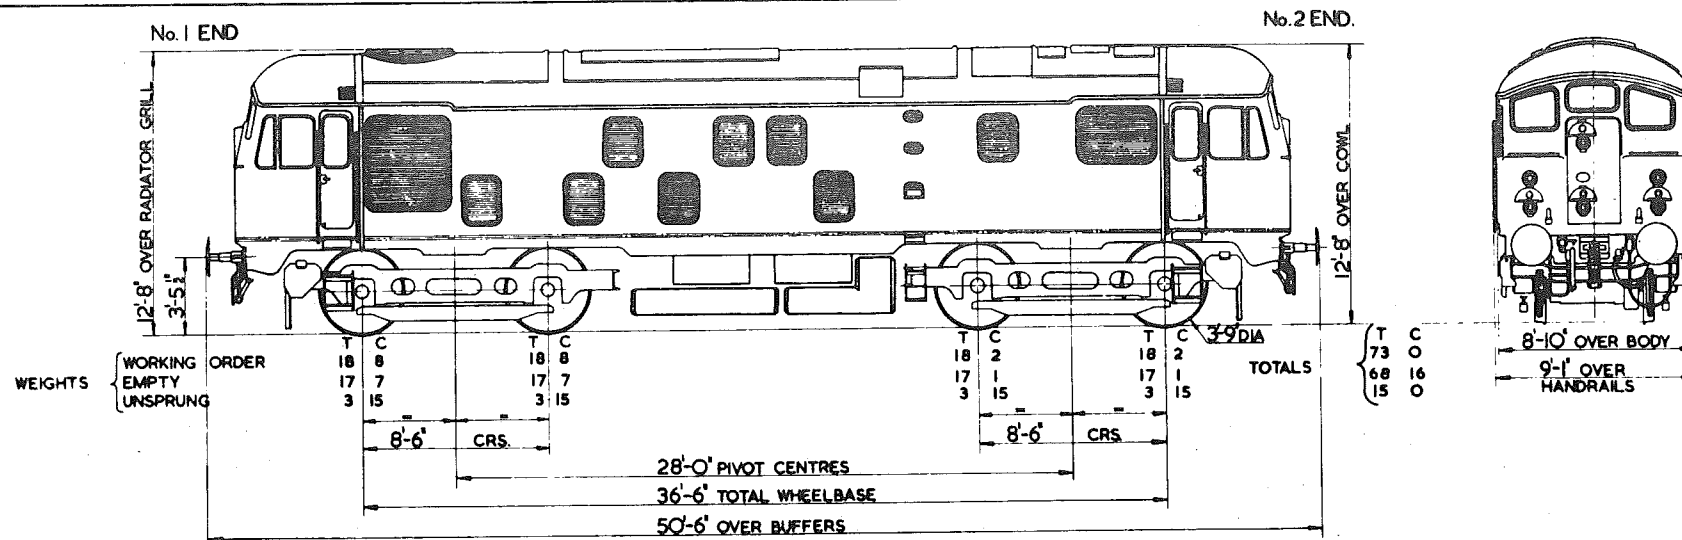 No. 1 END
No. 2 END.
12'-8" OVER RADIATOR GRILL
3'-5½"
12'-8" OVER COWL
3'-9" DIA
8'-10" OVER BODY
9'-1" OVER
HANDRAILS
T C T C T C T C T C
WEIGHTS
WORKING ORDER 18 8 18 8 18 2 18 2
EMPTY 17 7 17 7 17 1 17 1
UNSPRUNG 3 15 3 15 3 15 3 15
TOTALS
73 0
68 16
15 0
= = = =
8'-6" CRS. 8'-6" CRS.
28'-0" PIVOT CENTRES
36'-6" TOTAL WHEELBASE
50'-6" OVER BUFFERS